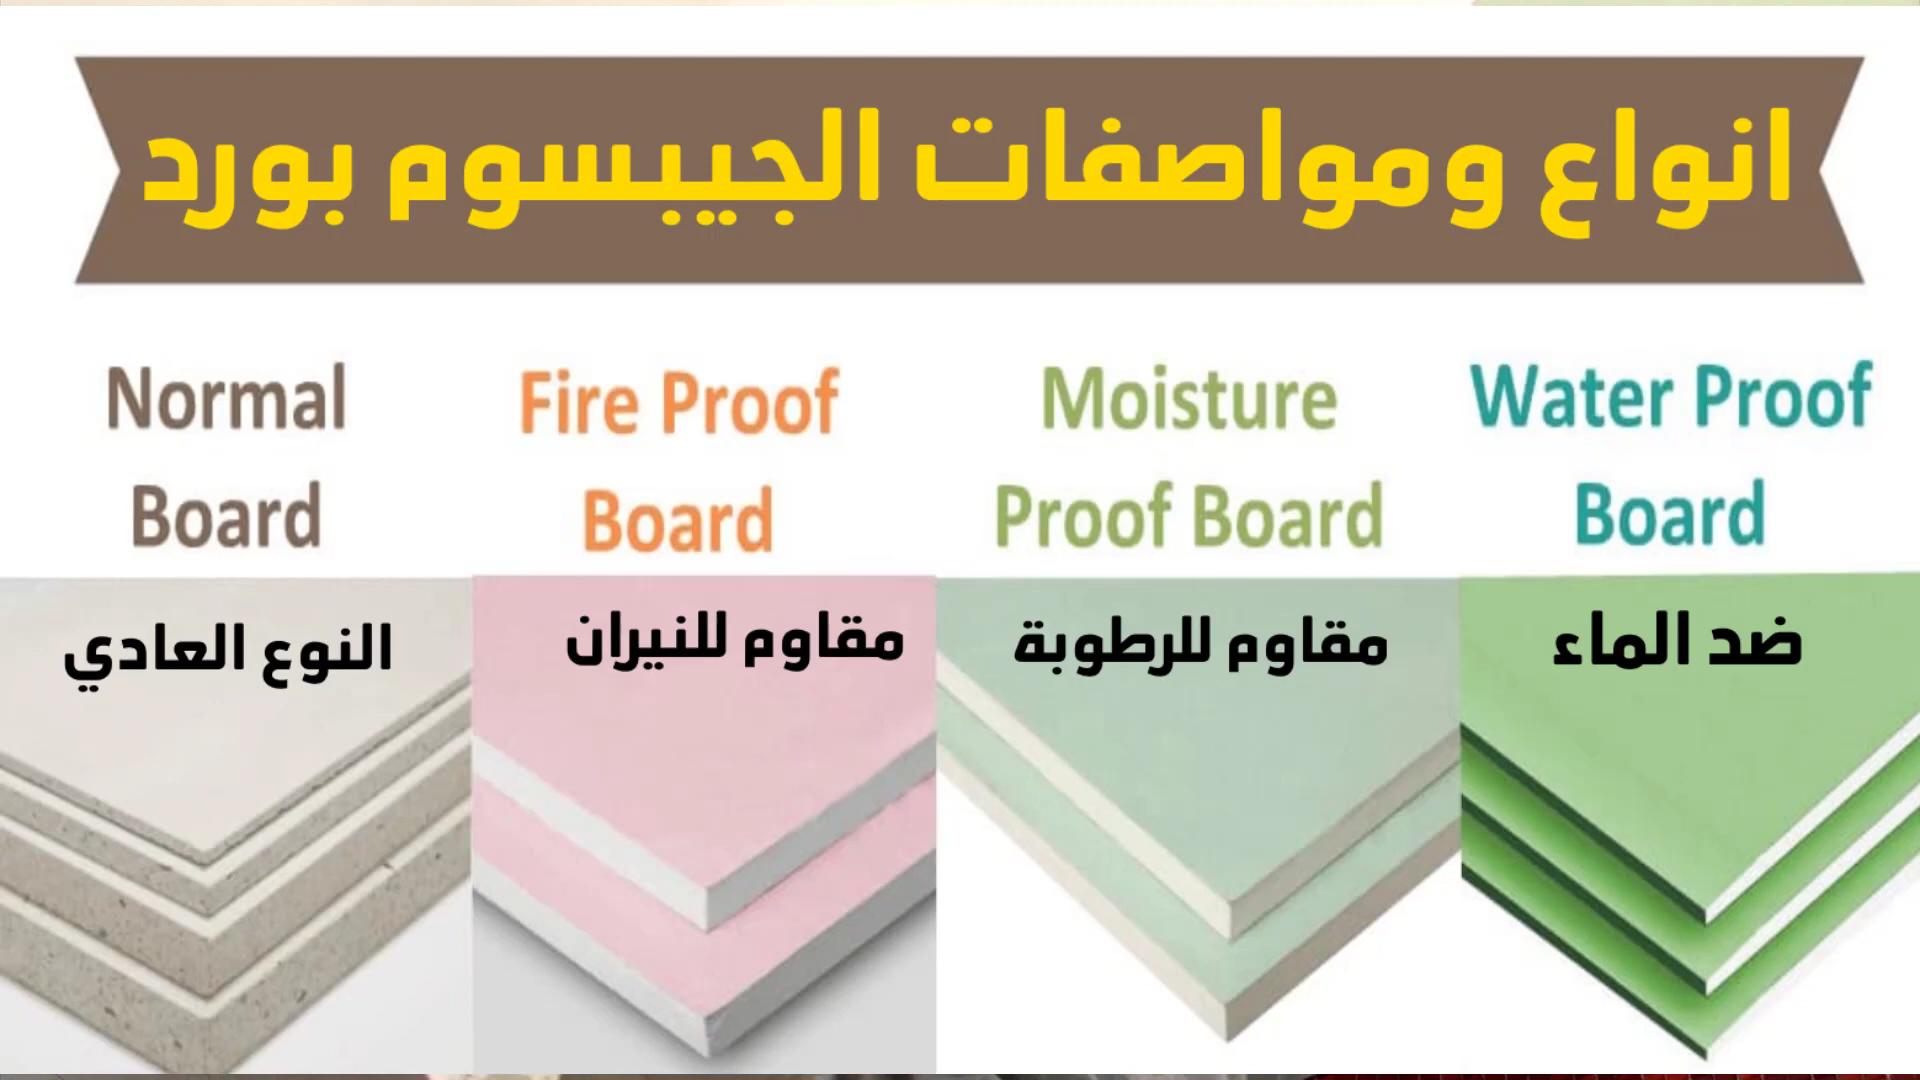 انواع ومواصفات الجيبسوم بورد
Normal
Board
Fire Proof
Board
Moisture
Proof Board
Water Proof
Board
النوع العادي
مقاوم للنيران
مقاوم للرطوبة
ضد الماء